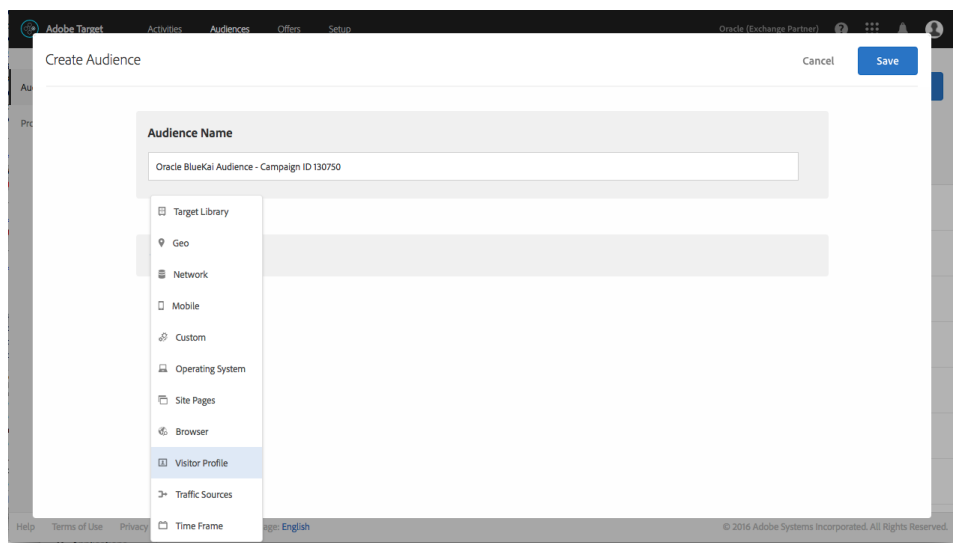 Adobe Target Activities Audiences Offers Setup Oracle (Exchange Partner)
Create Audience Cancel Save
Audience Name
Oracle BlueKai Audience - Campaign ID 130750
Target Library
Geo
Network
Mobile
Custom
Operating System
Site Pages
Browser
Visitor Profile
Traffic Sources
Time Frame
Help Terms of Use Privacy English © 2016 Adobe Systems Incorporated. All Rights Reserved.